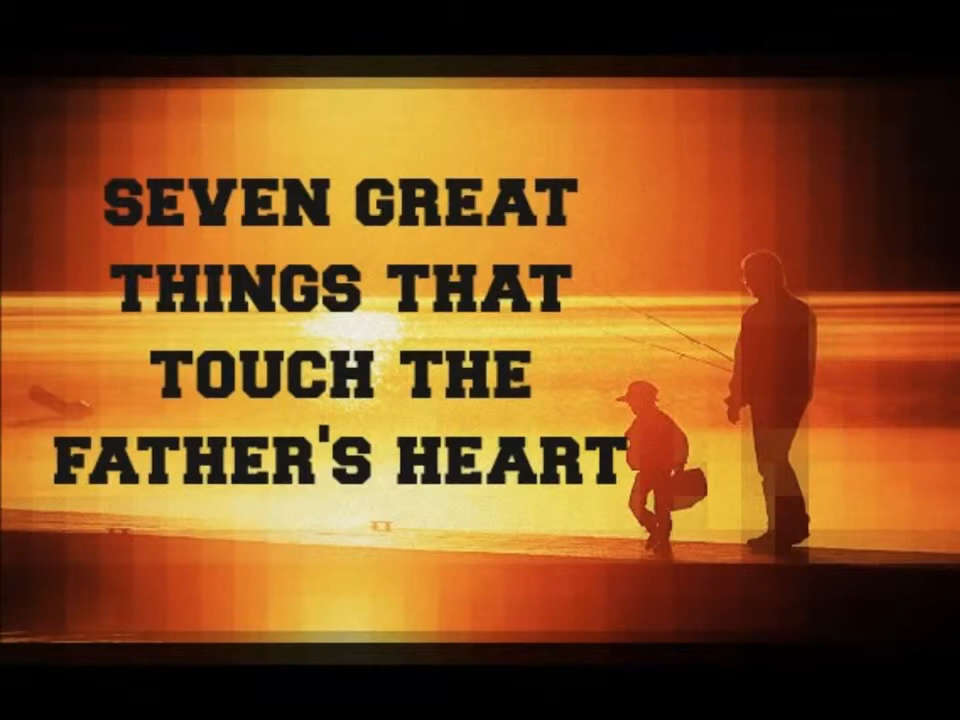 SEVEN GREAT
THINGS THAT
TOUCH THE
FATHER'S HEART